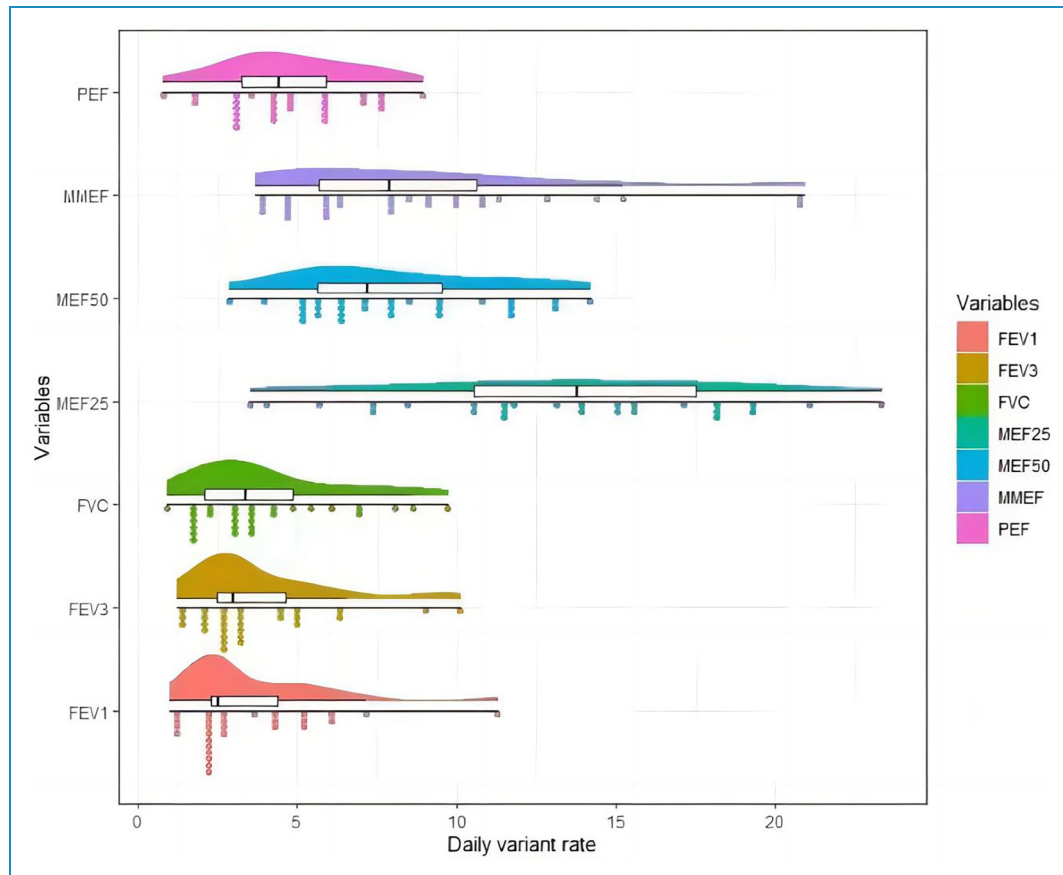 PEF
MMEF
MEF50
MEF25
FVC
FEV3
FEV1
Variables
0 5 10 15 20
Daily variant rate
Variables
FEV1
FEV3
FVC
MEF25
MEF50
MMEF
PEF